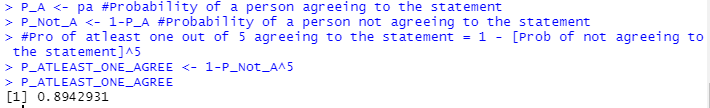 > P_A <- pa #Probability of a person agreeing to the statement
> P_Not_A <- 1-P_A #Probability of a person not agreeing to the statement
> #Pro of atleast one out of 5 agreeing to the statement = 1 - [Prob of not agreeing to
 the statement]^5
> P_ATLEAST_ONE_AGREE <- 1-P_Not_A^5
> P_ATLEAST_ONE_AGREE
[1] 0.8942931